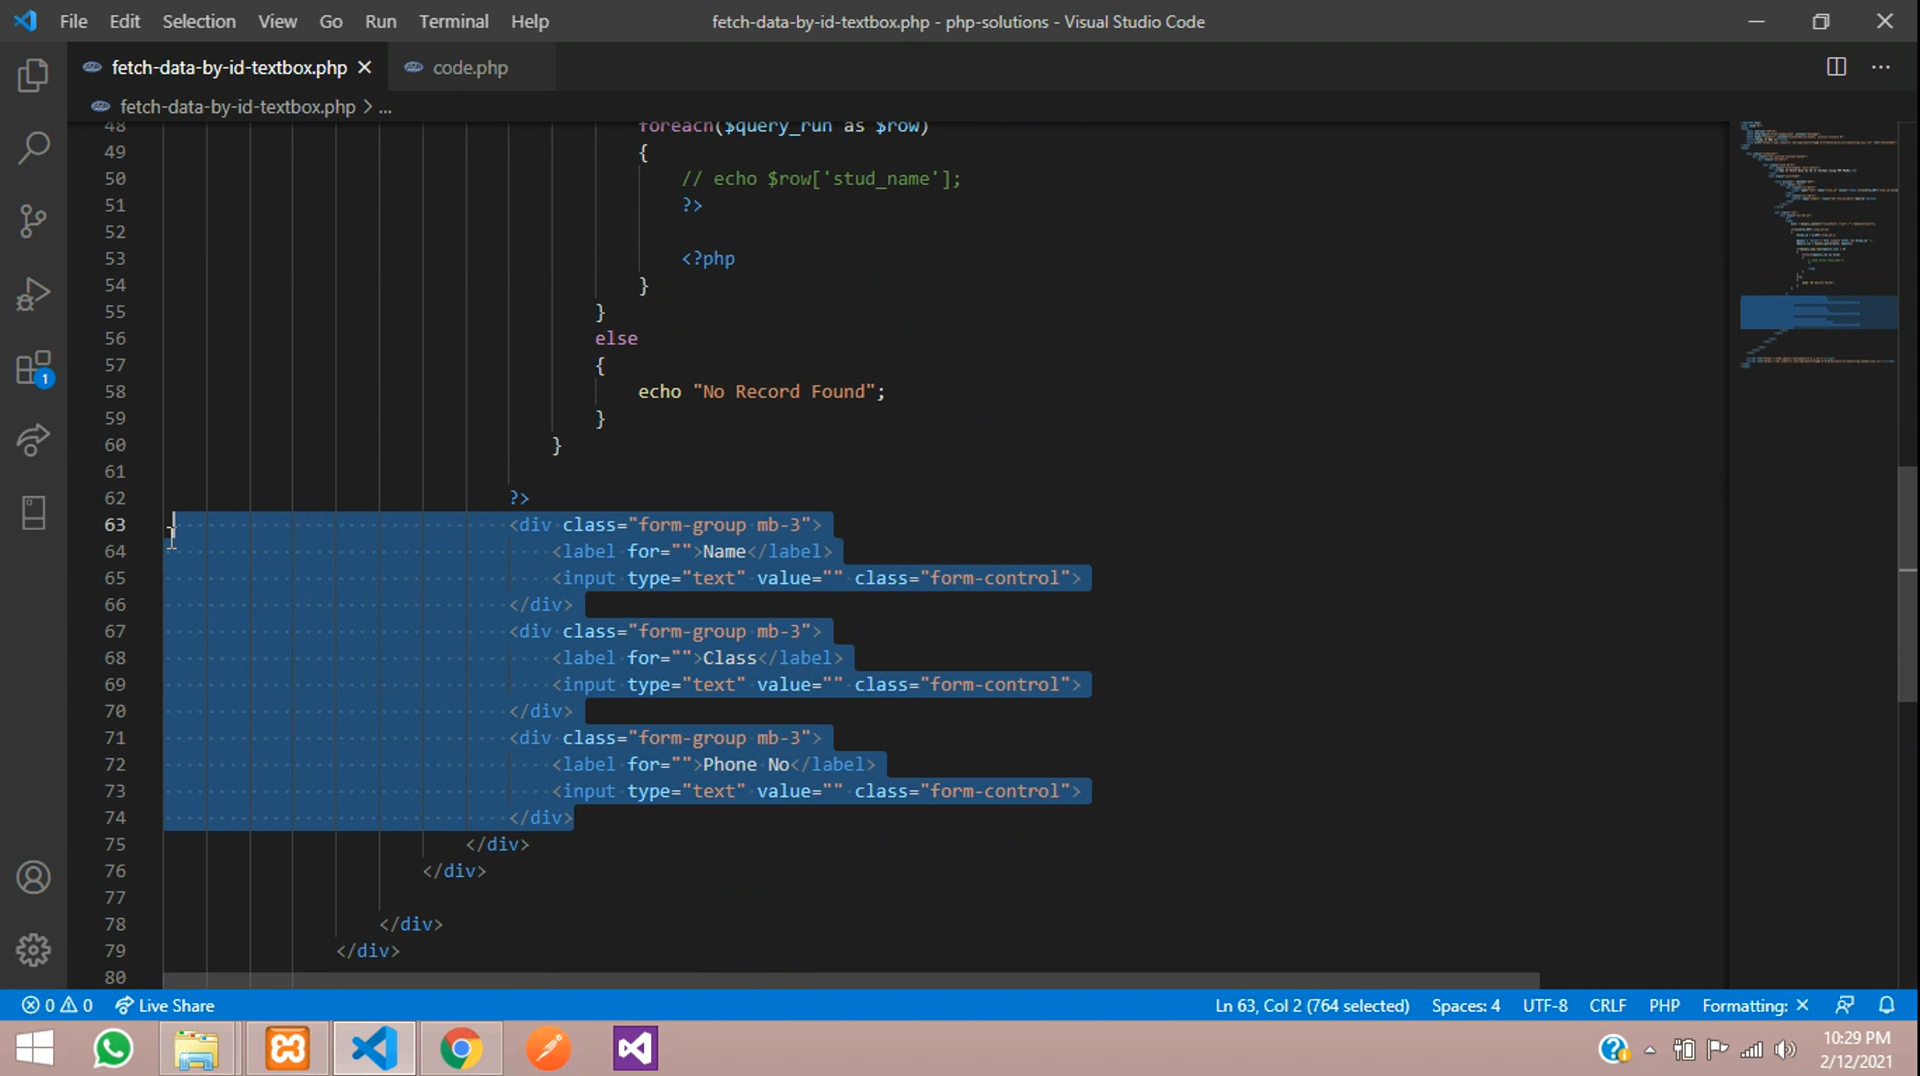 File Edit Selection View Go Run Terminal Help
fetch-data-by-id-textbox.php - php-solutions - Visual Studio Code
fetch-data-by-id-textbox.php
code.php
fetch-data-by-id-textbox.php > ...
48 foreach($query_run as $row)
49 {
50 // echo $row['stud_name'];
51 ?>
52
53 <?php
54 }
55 }
56 else
57 {
58 echo "No Record Found";
59 }
60 }
61
62 ?>
63 <div class="form-group mb-3">
64 <label for="">Name</label>
65 <input type="text" value="" class="form-control">
66 </div>
67 <div class="form-group mb-3">
68 <label for="">Class</label>
69 <input type="text" value="" class="form-control">
70 </div>
71 <div class="form-group mb-3">
72 <label for="">Phone No</label>
73 <input type="text" value="" class="form-control">
74 </div>
75 </div>
76 </div>
77
78 </div>
79 </div>
80
1
0 0 Live Share
Ln 63, Col 2 (764 selected) Spaces: 4 UTF-8 CRLF PHP Formatting: ×
10:29 PM
2/12/2021